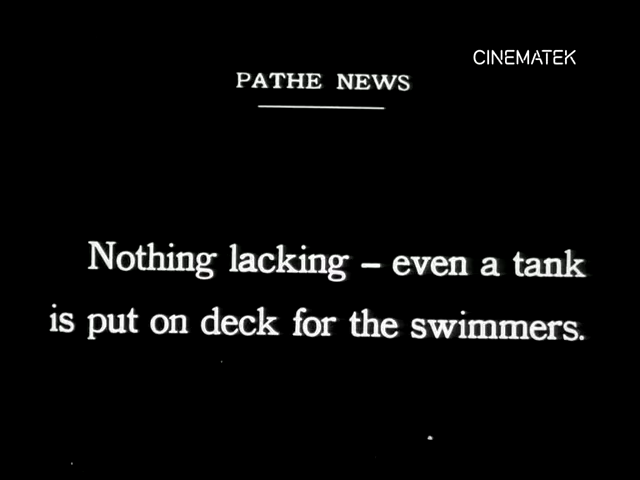 CINEMATEK
PATHE NEWS
Nothing lacking – even a tank
is put on deck for the swimmers.